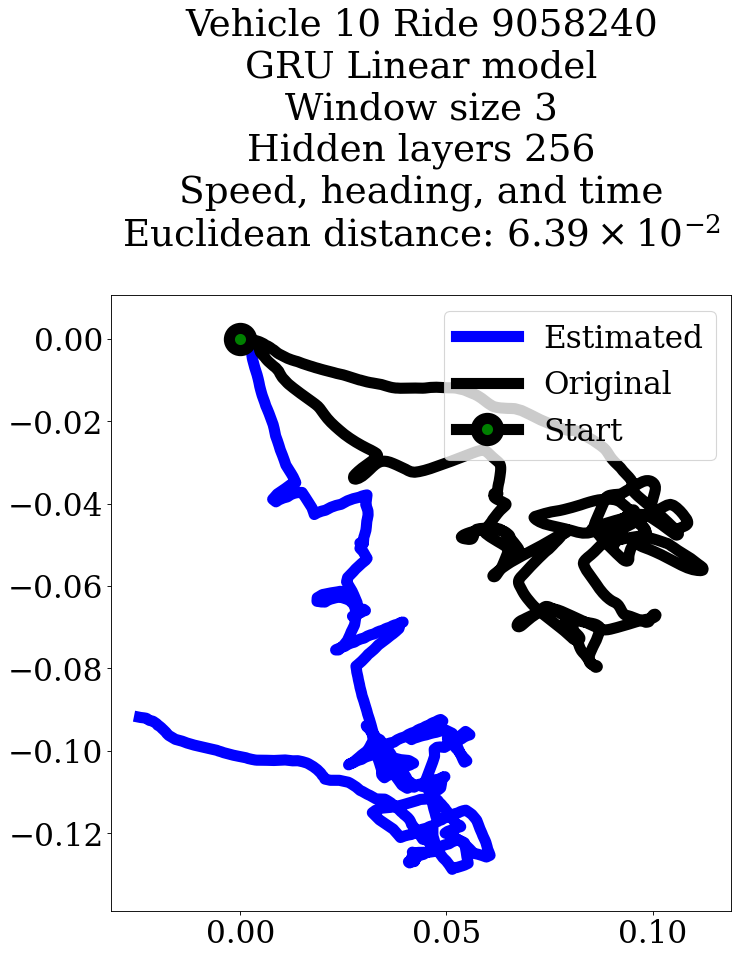 Vehicle 10 Ride 9058240
GRU Linear model
Window size 3
Hidden layers 256
Speed, heading, and time
Euclidean distance: 6.39 × 10⁻²
Estimated
Original
Start
0.00
−0.02
−0.04
−0.06
−0.08
−0.10
−0.12
0.00 0.05 0.10